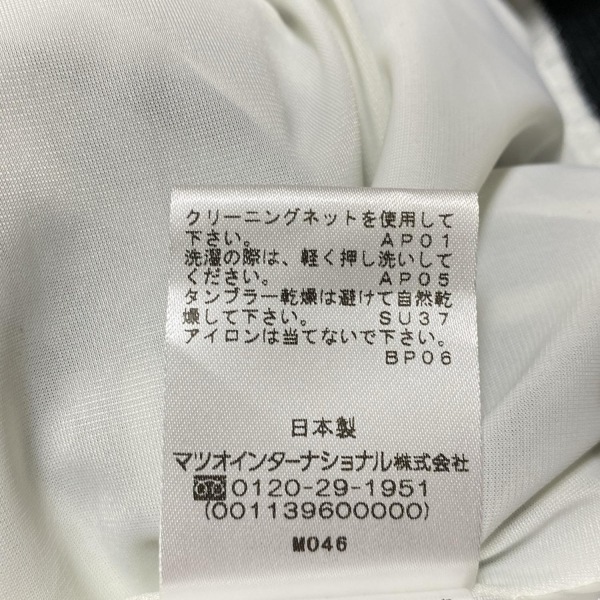 クリーニングネットを使用して
下さい。 AP01
洗濯の際は、軽く押し洗いして
ください。 AP05
タンブラー乾燥は避けて自然乾
燥して下さい。 SU37
アイロンは当てないで下さい。
BP06
日本製
マツオインターナショナル株式会社
0120-29-1951
(001139600000)
M046